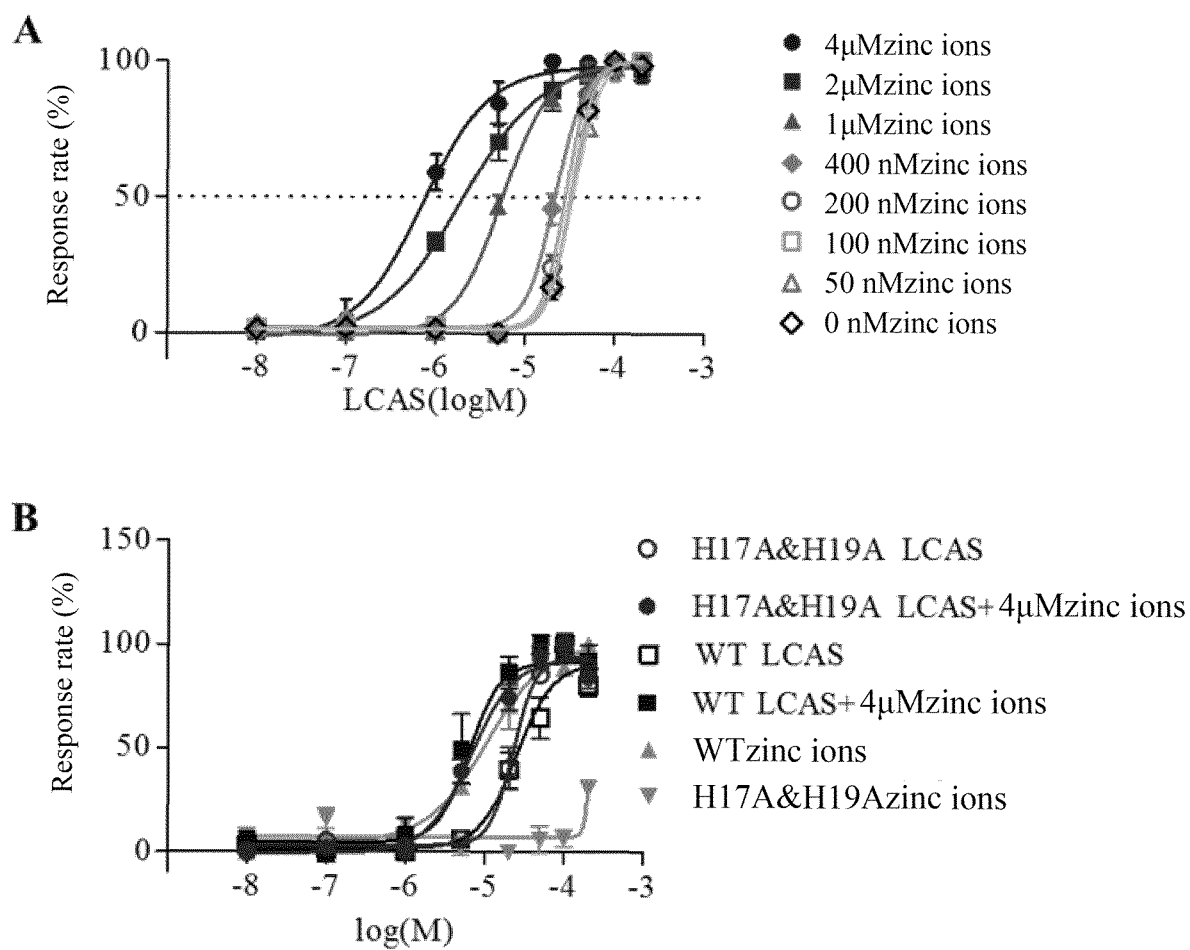 A
Response rate (%)
100
50
0
-8
-7
-6
-5
-4
-3
LCAS(logM)
4μMzinc ions
2μMzinc ions
1μMzinc ions
400 nMzinc ions
200 nMzinc ions
100 nMzinc ions
50 nMzinc ions
0 nMzinc ions
B
Response rate (%)
150
100
50
0
-8
-7
-6
-5
-4
-3
log(M)
H17A&H19A LCAS
H17A&H19A LCAS+4μMzinc ions
WT LCAS
WT LCAS+4μMzinc ions
WTzinc ions
H17A&H19Azinc ions